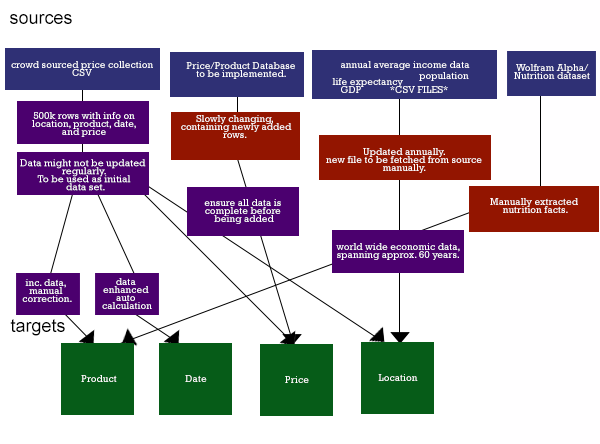 sources
crowd sourced price collection
CSV
Price/Product Database
to be implemented.
annual average income data
population
life expectancy
GDP *CSV FILES*
Wolfram Alpha/
Nutrition dataset
500k rows with info on
location, product, date,
and price
Slowly changing,
containing newly added
rows.
Updated annually.
new file to be fetched from source
manually.
Data might not be updated
regularly.
To be used as initial
data set.
ensure all data is
complete before
being added
Manually extracted
nutrition facts.
world wide economic data,
spanning approx. 60 years.
inc. data,
manual
correction.
data
enhanced
auto
calculation
targets
Product
Date
Price
Location